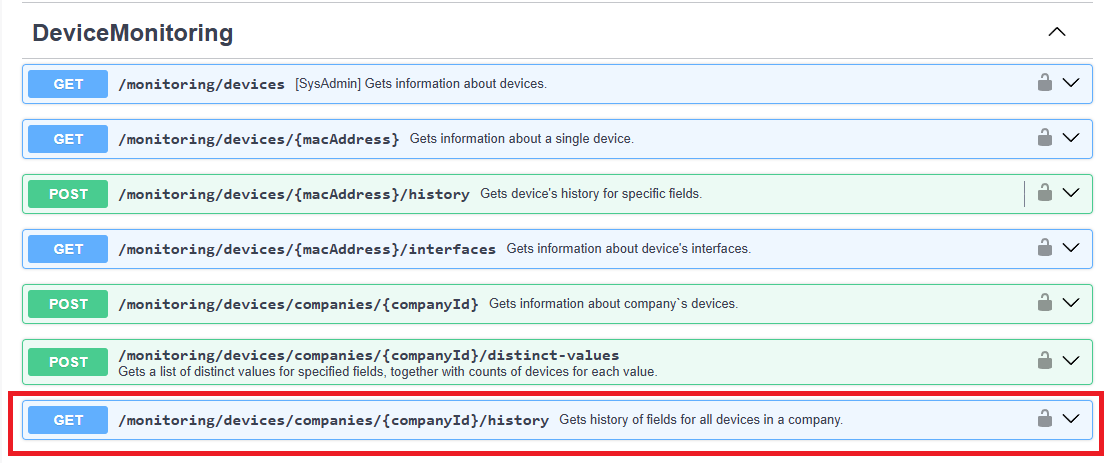 DeviceMonitoring
GET /monitoring/devices [SysAdmin] Gets information about devices.
GET /monitoring/devices/{macAddress} Gets information about a single device.
POST /monitoring/devices/{macAddress}/history Gets device's history for specific fields.
GET /monitoring/devices/{macAddress}/interfaces Gets information about device's interfaces.
POST /monitoring/devices/companies/{companyId} Gets information about company`s devices.
POST /monitoring/devices/companies/{companyId}/distinct-values
Gets a list of distinct values for specified fields, together with counts of devices for each value.
GET /monitoring/devices/companies/{companyId}/history Gets history of fields for all devices in a company.